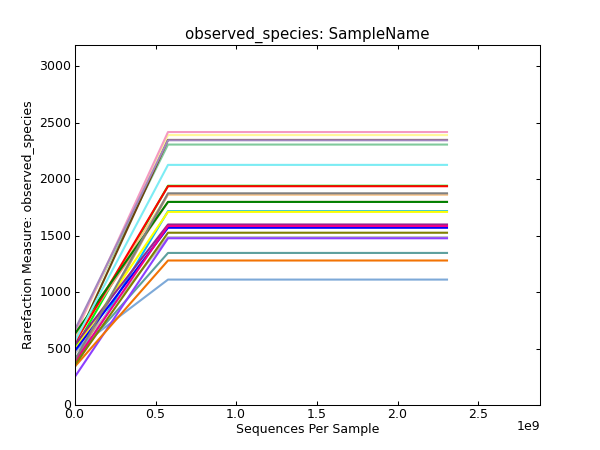 observed_species: SampleName
3000
2500
2000
1500
1000
500
0
Rarefaction Measure: observed_species
0.0 0.5 1.0 1.5 2.0 2.5
1e9
Sequences Per Sample